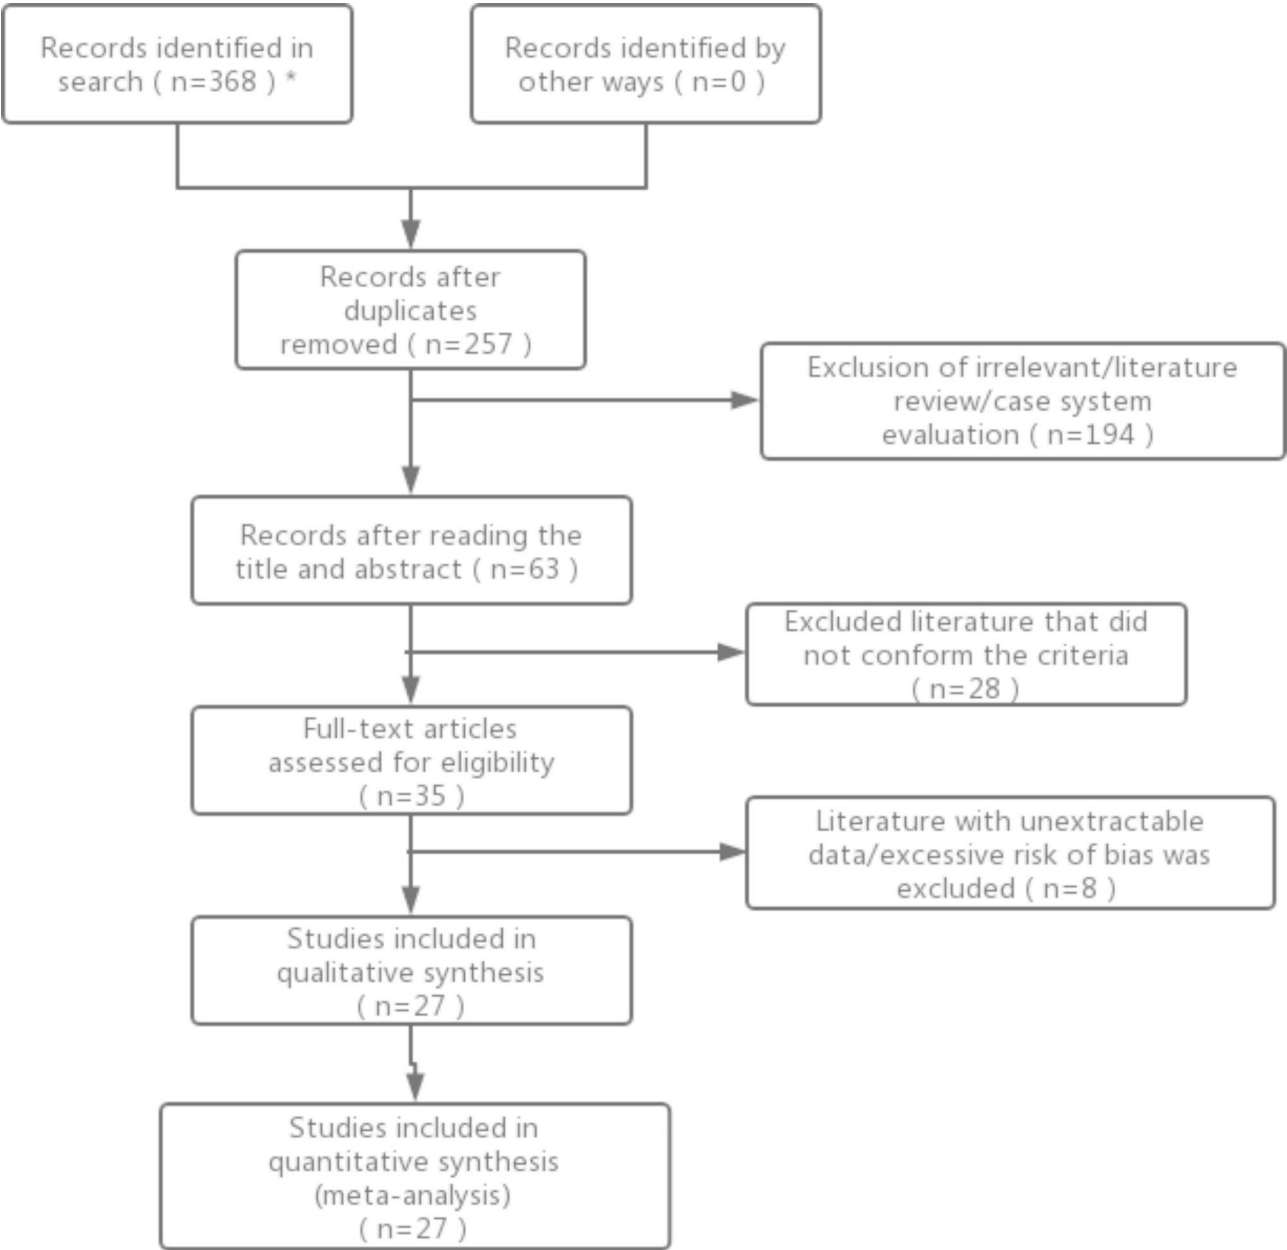 Records identified in
search ( n=368 ) *
Records identified by
other ways ( n=0 )
Records after
duplicates
removed ( n=257 )
Exclusion of irrelevant/literature
review/case system
evaluation ( n=194 )
Records after reading the
title and abstract ( n=63 )
Excluded literature that did
not conform the criteria
( n=28 )
Full-text articles
assessed for eligibility
( n=35 )
Literature with unextractable
data/excessive risk of bias was
excluded ( n=8 )
Studies included in
qualitative synthesis
( n=27 )
Studies included in
quantitative synthesis
(meta-analysis)
( n=27 )